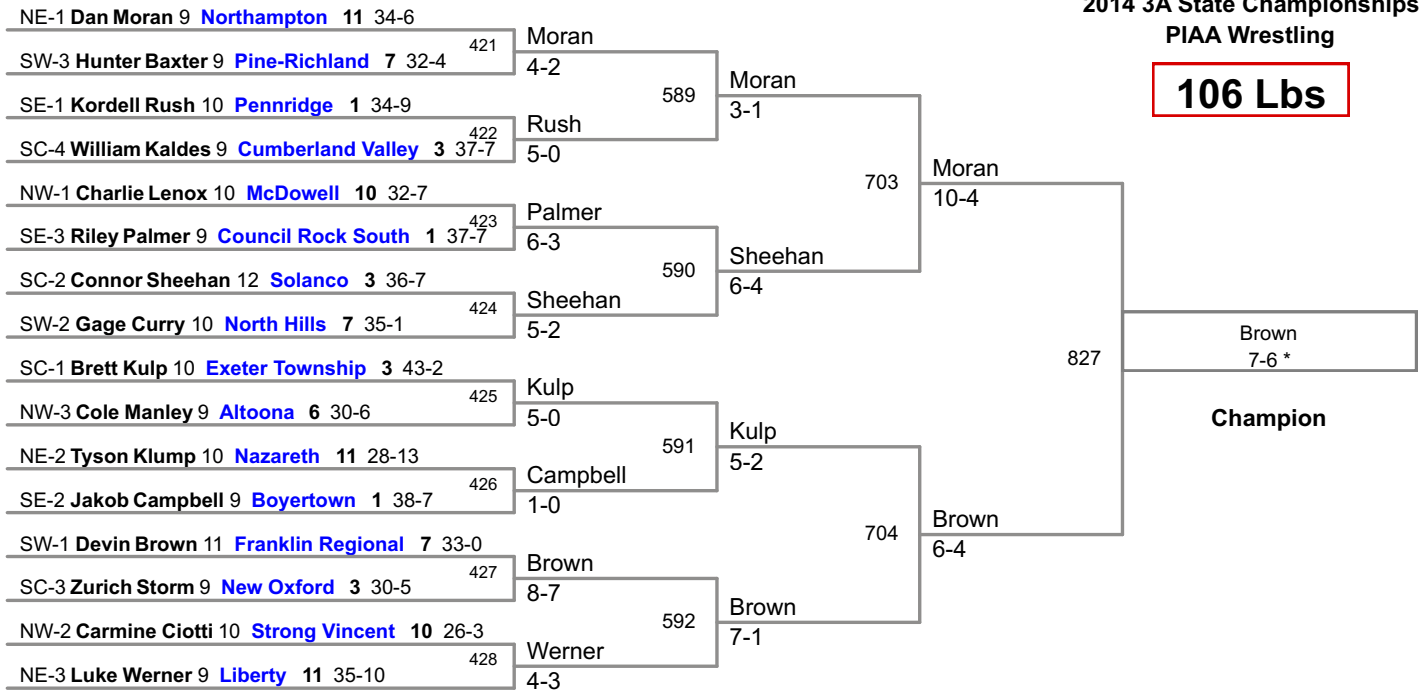 2014 3A State Championships
PIAA Wrestling
106 Lbs
NE-1 Dan Moran 9 Northampton 11 34-6
421
SW-3 Hunter Baxter 9 Pine-Richland 7 32-4
SE-1 Kordell Rush 10 Pennridge 1 34-9
422
SC-4 William Kaldes 9 Cumberland Valley 3 37-7
NW-1 Charlie Lenox 10 McDowell 10 32-7
423
SE-3 Riley Palmer 9 Council Rock South 1 37-7
SC-2 Connor Sheehan 12 Solanco 3 36-7
424
SW-2 Gage Curry 10 North Hills 7 35-1
SC-1 Brett Kulp 10 Exeter Township 3 43-2
425
NW-3 Cole Manley 9 Altoona 6 30-6
NE-2 Tyson Klump 10 Nazareth 11 28-13
426
SE-2 Jakob Campbell 9 Boyertown 1 38-7
SW-1 Devin Brown 11 Franklin Regional 7 33-0
427
SC-3 Zurich Storm 9 New Oxford 3 30-5
NW-2 Carmine Ciotti 10 Strong Vincent 10 26-3
428
NE-3 Luke Werner 9 Liberty 11 35-10
Moran
4-2
589
Rush
5-0
Palmer
6-3
590
Sheehan
5-2
Kulp
5-0
591
Campbell
1-0
Brown
8-7
592
Werner
4-3
Moran
3-1
703
Sheehan
6-4
Kulp
5-2
704
Brown
7-1
Moran
10-4
827
Brown
6-4
Brown
7-6 *
Champion